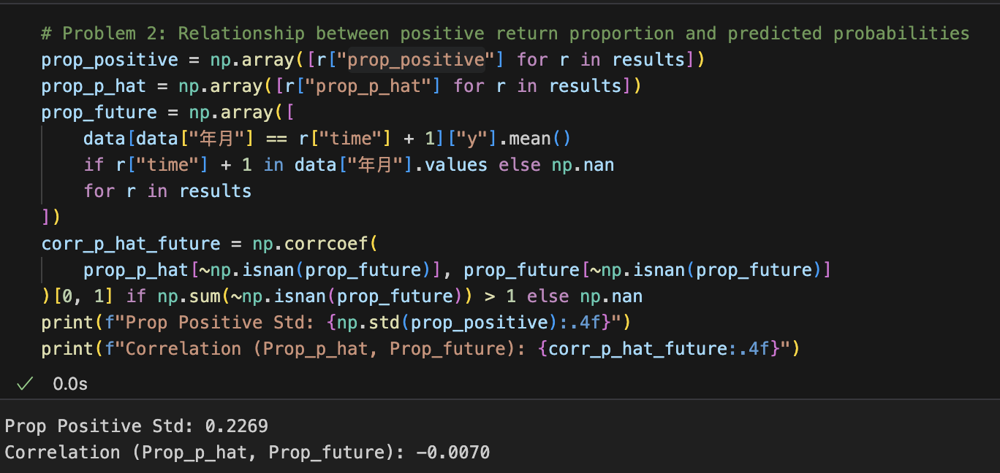 # Problem 2: Relationship between positive return proportion and predicted probabilities
prop_positive = np.array([r["prop_positive"] for r in results])
prop_p_hat = np.array([r["prop_p_hat"] for r in results])
prop_future = np.array([
    data[data["年月"] == r["time"] + 1]["y"].mean()
    if r["time"] + 1 in data["年月"].values else np.nan
    for r in results
])
corr_p_hat_future = np.corrcoef(
    prop_p_hat[~np.isnan(prop_future)], prop_future[~np.isnan(prop_future)]
)[0, 1] if np.sum(~np.isnan(prop_future)) > 1 else np.nan
print(f"Prop Positive Std: {np.std(prop_positive):.4f}")
print(f"Correlation (Prop_p_hat, Prop_future): {corr_p_hat_future:.4f}")
✓ 0.0s
Prop Positive Std: 0.2269
Correlation (Prop_p_hat, Prop_future): -0.0070